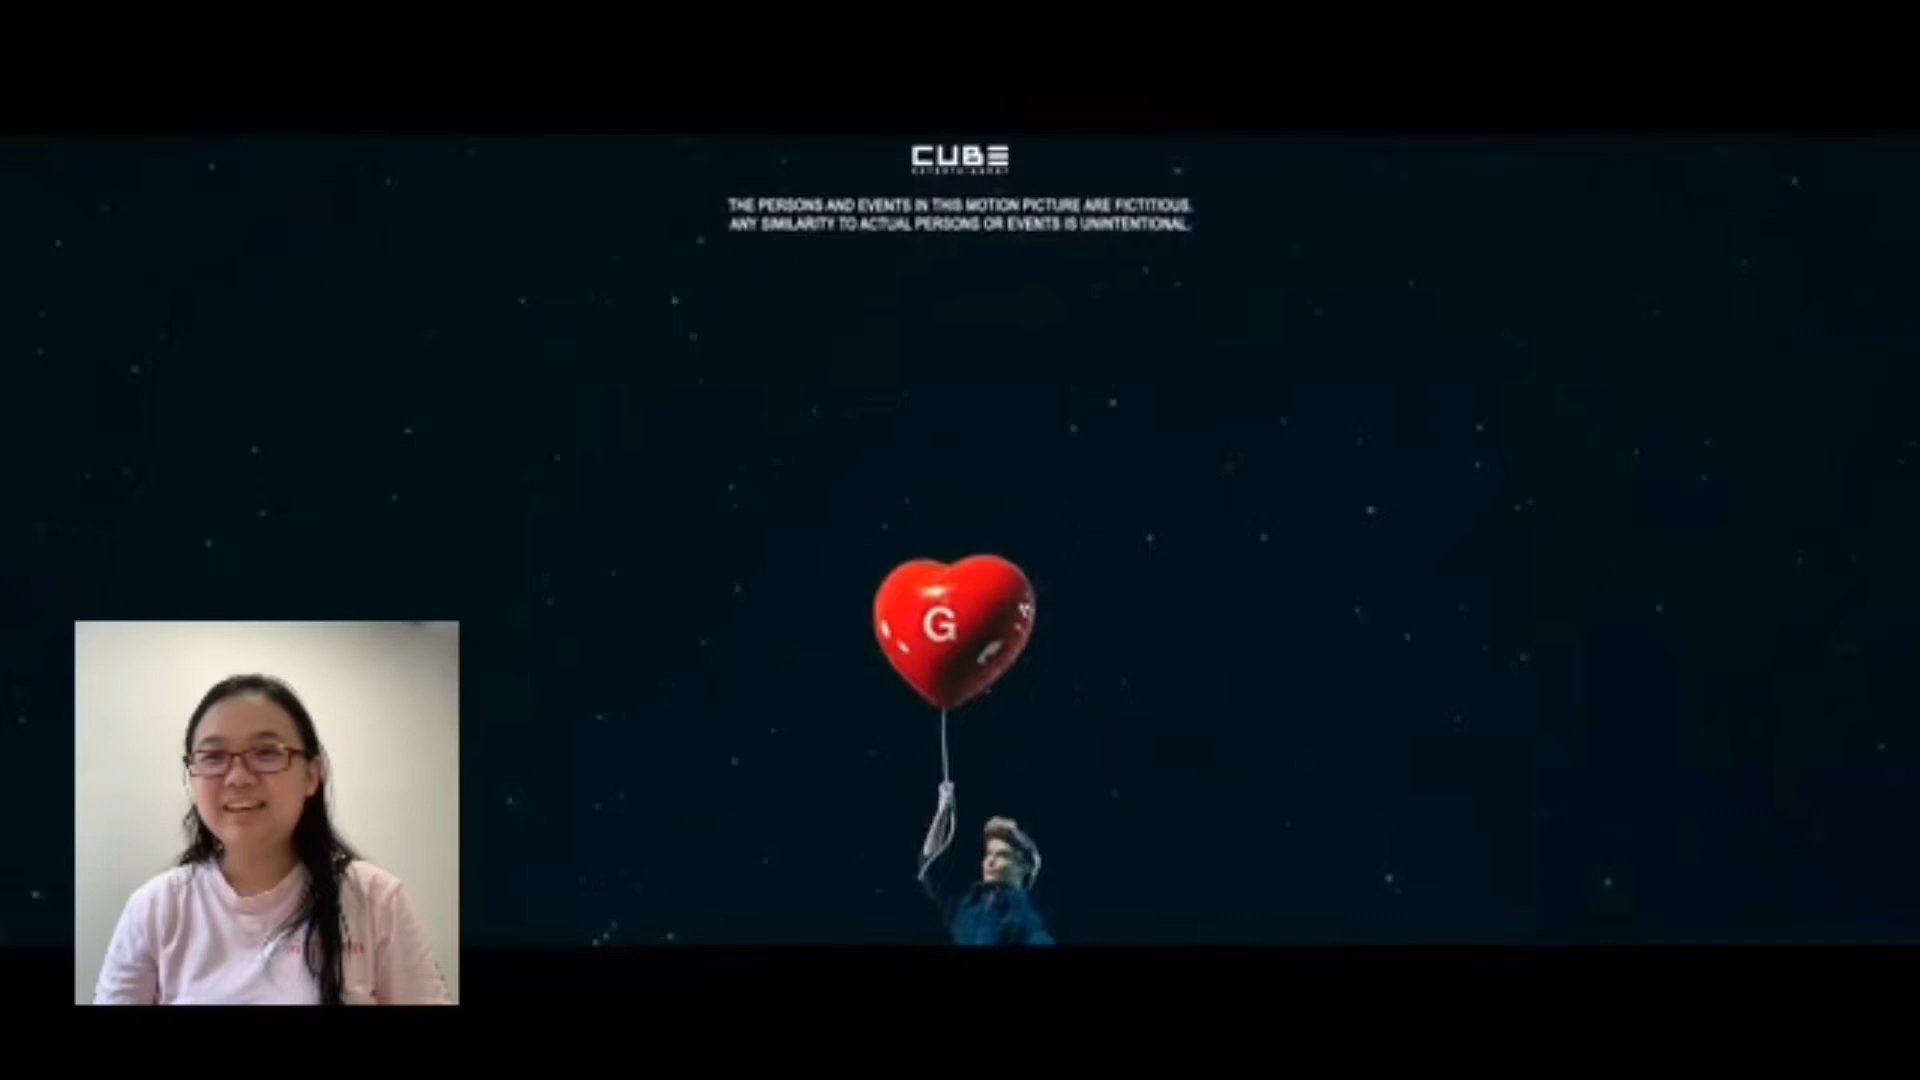 CUBE
ENTERTAINMENT
THE PERSONS AND EVENTS IN THIS MOTION PICTURE ARE FICTITIOUS.
ANY SIMILARITY TO ACTUAL PERSONS OR EVENTS IS UNINTENTIONAL.
G